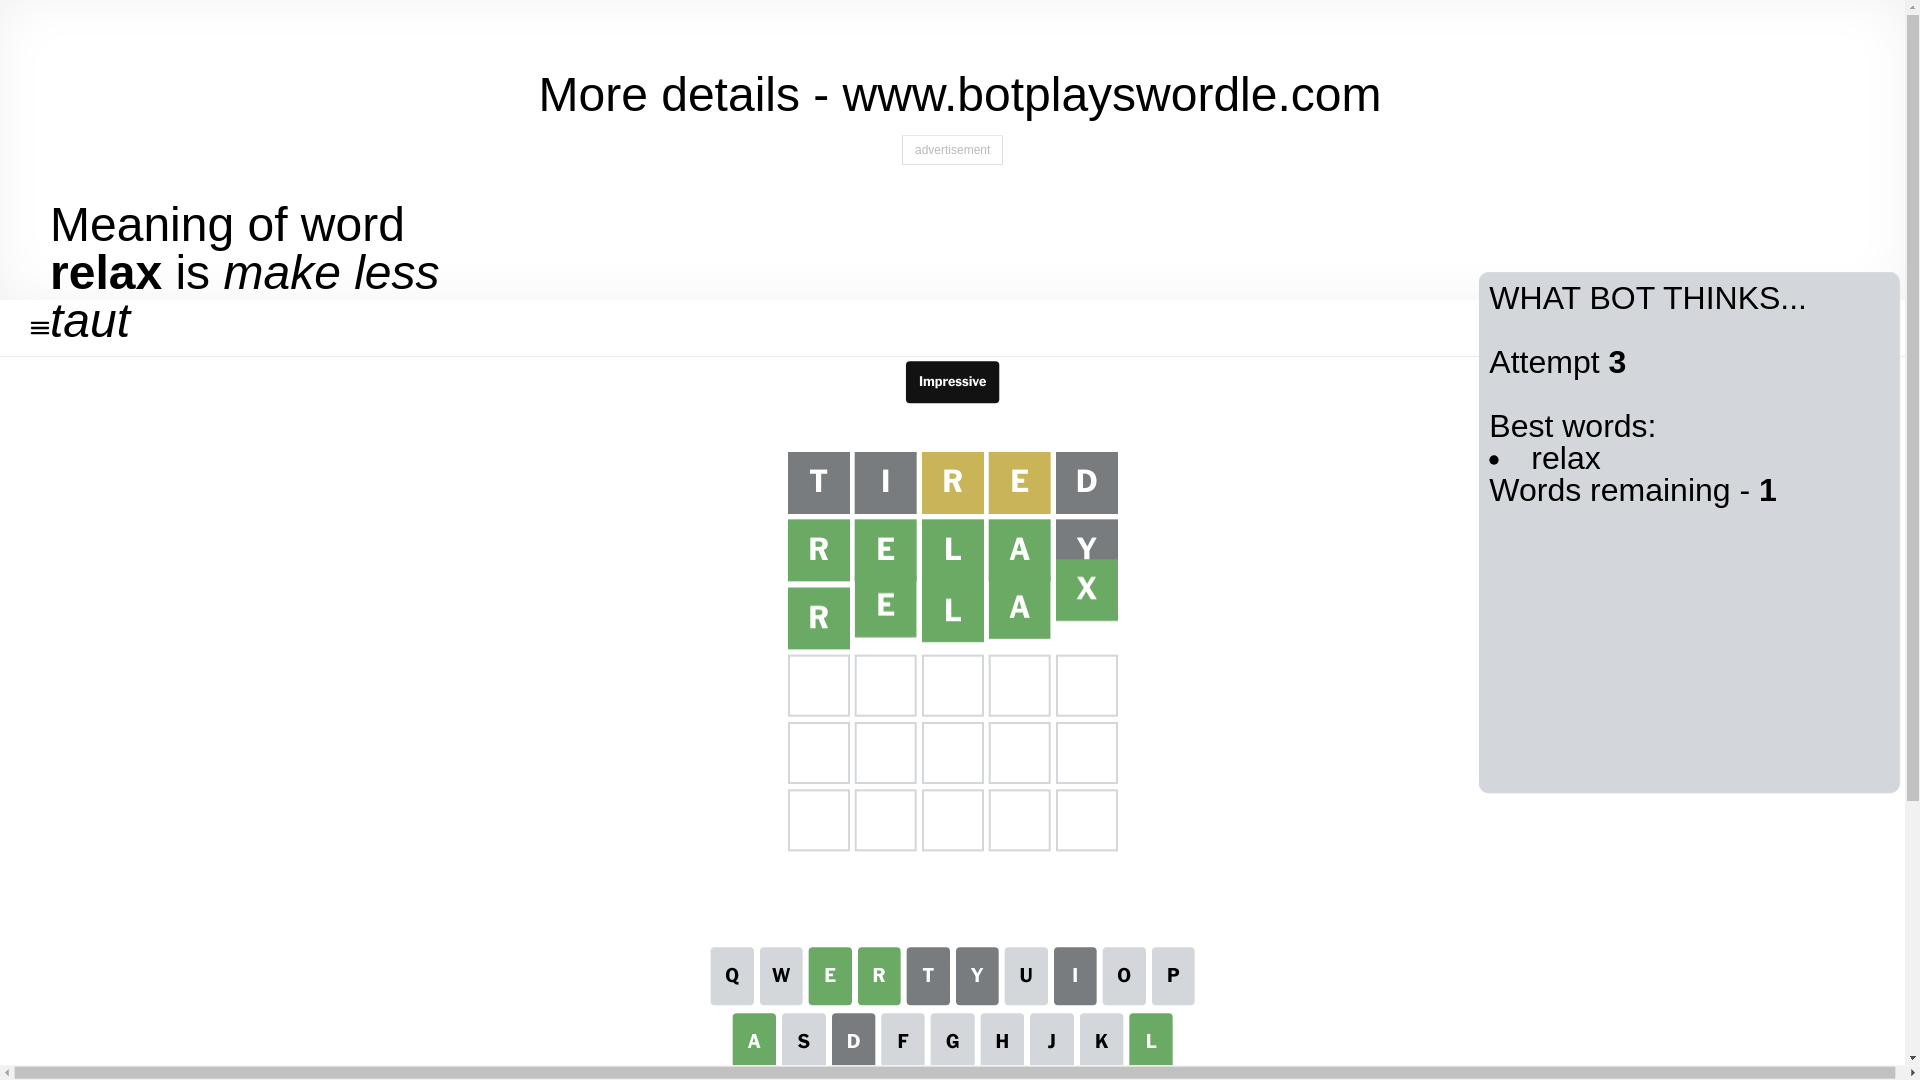 More details - www.botplayswordle.com
advertisement
Meaning of word
relax is make less
taut
WHAT BOT THINKS...
Attempt 3
Best words:
• relax
Words remaining - 1
Impressive
T I R E D
R E L A Y
R E L A X
Q W E R T Y U I O P
A S D F G H J K L